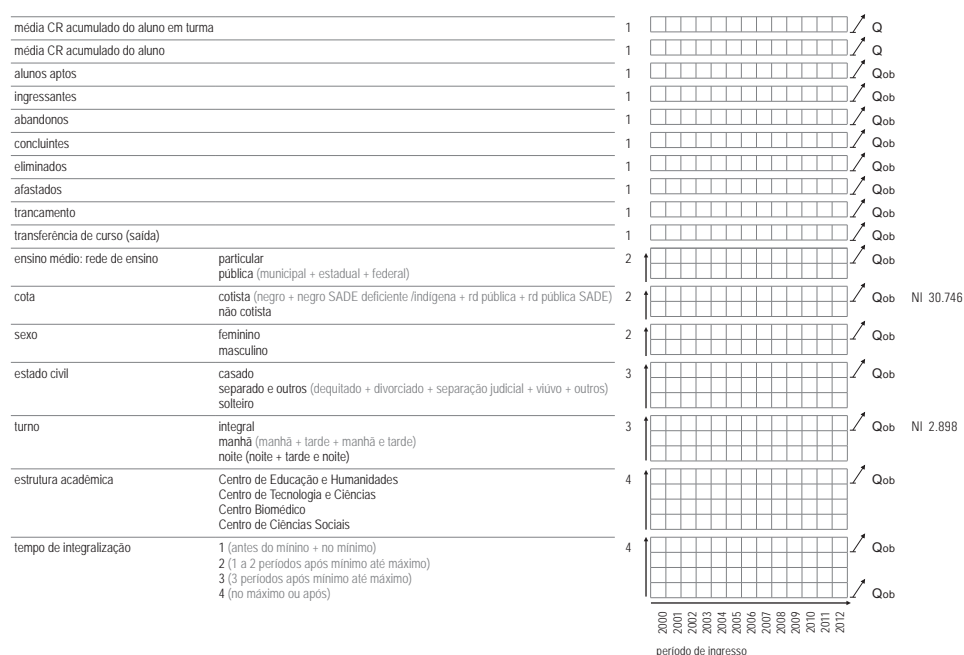 média CR acumulado do aluno em turma 1 Q
média CR acumulado do aluno 1 Q
alunos aptos 1 Qob
ingressantes 1 Qob
abandonos 1 Qob
concluintes 1 Qob
eliminados 1 Qob
afastados 1 Qob
trancamento 1 Qob
transferência de curso (saída) 1 Qob
ensino médio: rede de ensino particular 2 Qob
pública (municipal + estadual + federal)
cota cotista (negro + negro SADE deficiente /indígena + rd pública + rd pública SADE) 2 Qob NI 30.746
não cotista
sexo feminino 2 Qob
masculino
estado civil casado 3 Qob
separado e outros (dequitado + divorciado + separação judicial + viúvo + outros)
solteiro
turno integral 3 Qob NI 2.898
manhã (manhã + tarde + manhã e tarde)
noite (noite + tarde e noite)
estrutura acadêmica Centro de Educação e Humanidades 4 Qob
Centro de Tecnologia e Ciências
Centro Biomédico
Centro de Ciências Sociais
tempo de integralização 1 (antes do mínino + no mínimo) 4 Qob
2 (1 a 2 períodos após mínimo até máximo)
3 (3 períodos após mínimo até máximo)
4 (no máximo ou após) Qob
2000 2001 2002 2003 2004 2005 2006 2007 2008 2009 2010 2011 2012
período de ingresso